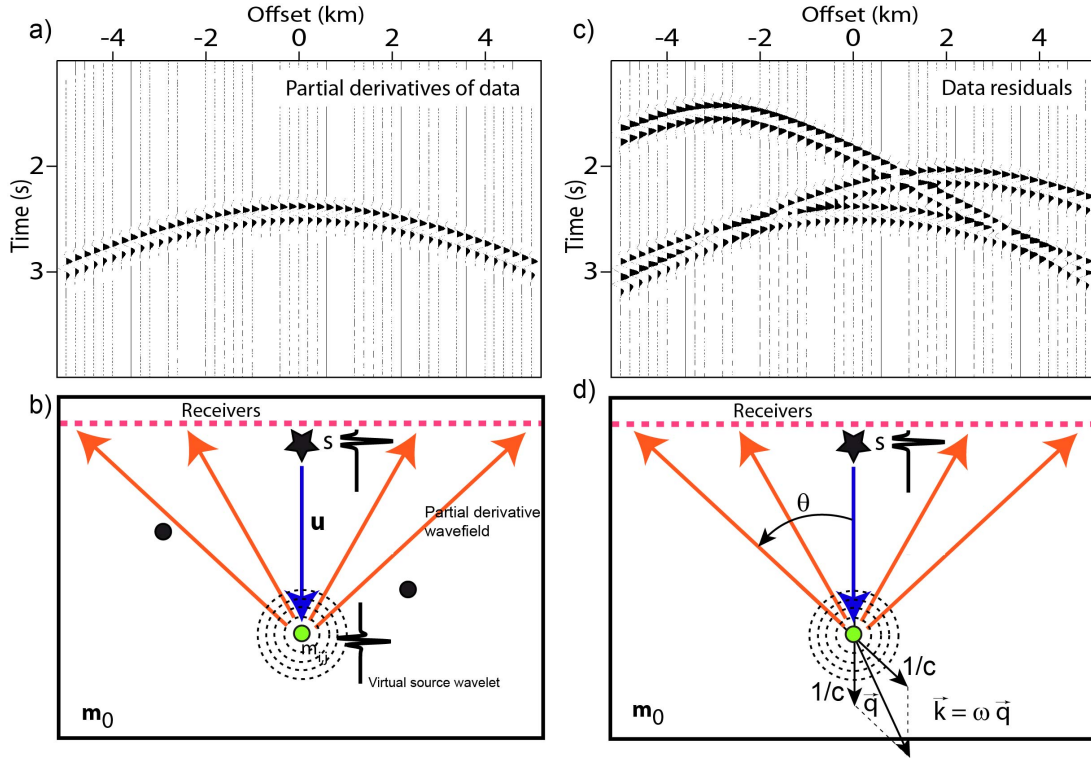 a)
Offset (km)
-4 -2 0 2 4
Partial derivatives of data
Time (s)
2
3
c)
Offset (km)
-4 -2 0 2 4
Data residuals
Time (s)
2
3
b)
Receivers
s
u
Partial derivative
wavefield
m_ij
Virtual source wavelet
m₀
d)
Receivers
s
θ
1/c
1/c
q⃗
k⃗ = ω q⃗
m₀